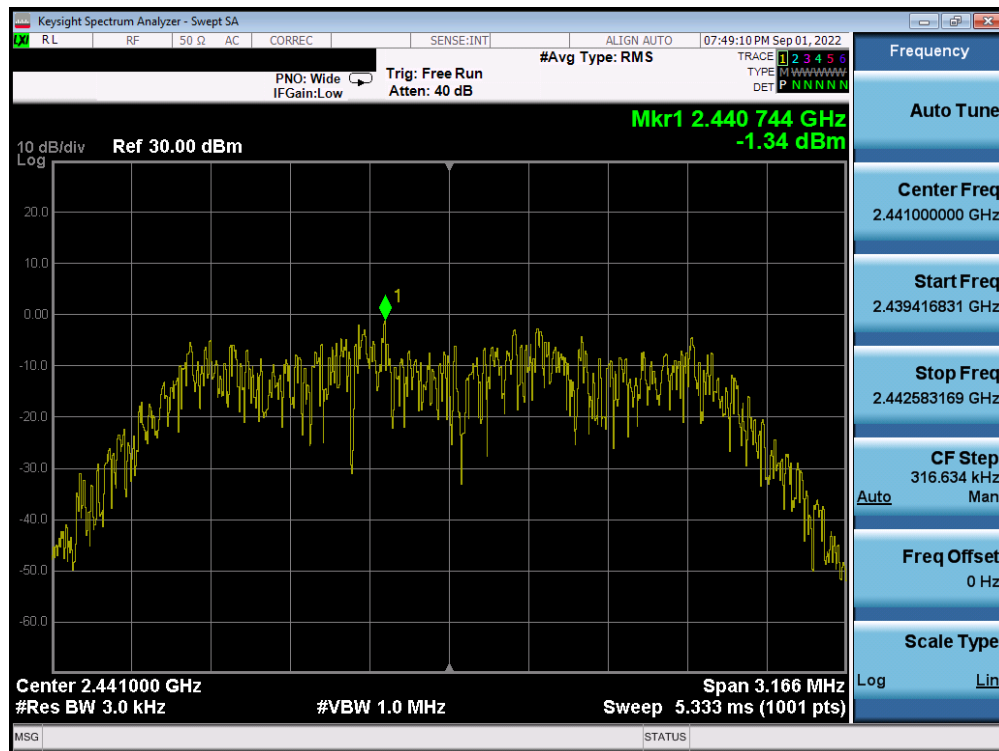 Keysight Spectrum Analyzer - Swept SA
LXI RL RF 50 Ω AC CORREC SENSE:INT ALIGN AUTO 07:49:10 PM Sep 01, 2022
#Avg Type: RMS TRACE 1 2 3 4 5 6
PNO: Wide Trig: Free Run TYPE M WWWWW
IFGain:Low Atten: 40 dB DET P N N N N N
Mkr1 2.440 744 GHz
10 dB/div Ref 30.00 dBm -1.34 dBm
Log
1
20.0
10.0
0.00
-10.0
-20.0
-30.0
-40.0
-50.0
-60.0
Center 2.441000 GHz Span 3.166 MHz
#Res BW 3.0 kHz #VBW 1.0 MHz Sweep 5.333 ms (1001 pts)
MSG STATUS
Frequency
Auto Tune
Center Freq
2.441000000 GHz
Start Freq
2.439416831 GHz
Stop Freq
2.442583169 GHz
CF Step
316.634 kHz
Auto Man
Freq Offset
0 Hz
Scale Type
Log Lin